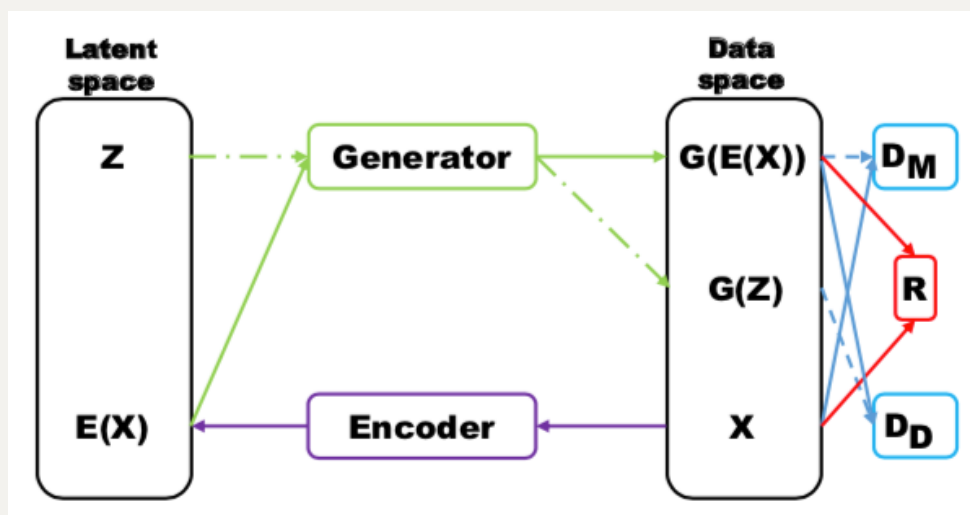 Latent
space
Data
space
Z
Generator
G(E(X))
D_M
G(Z)
R
E(X)
Encoder
X
D_D